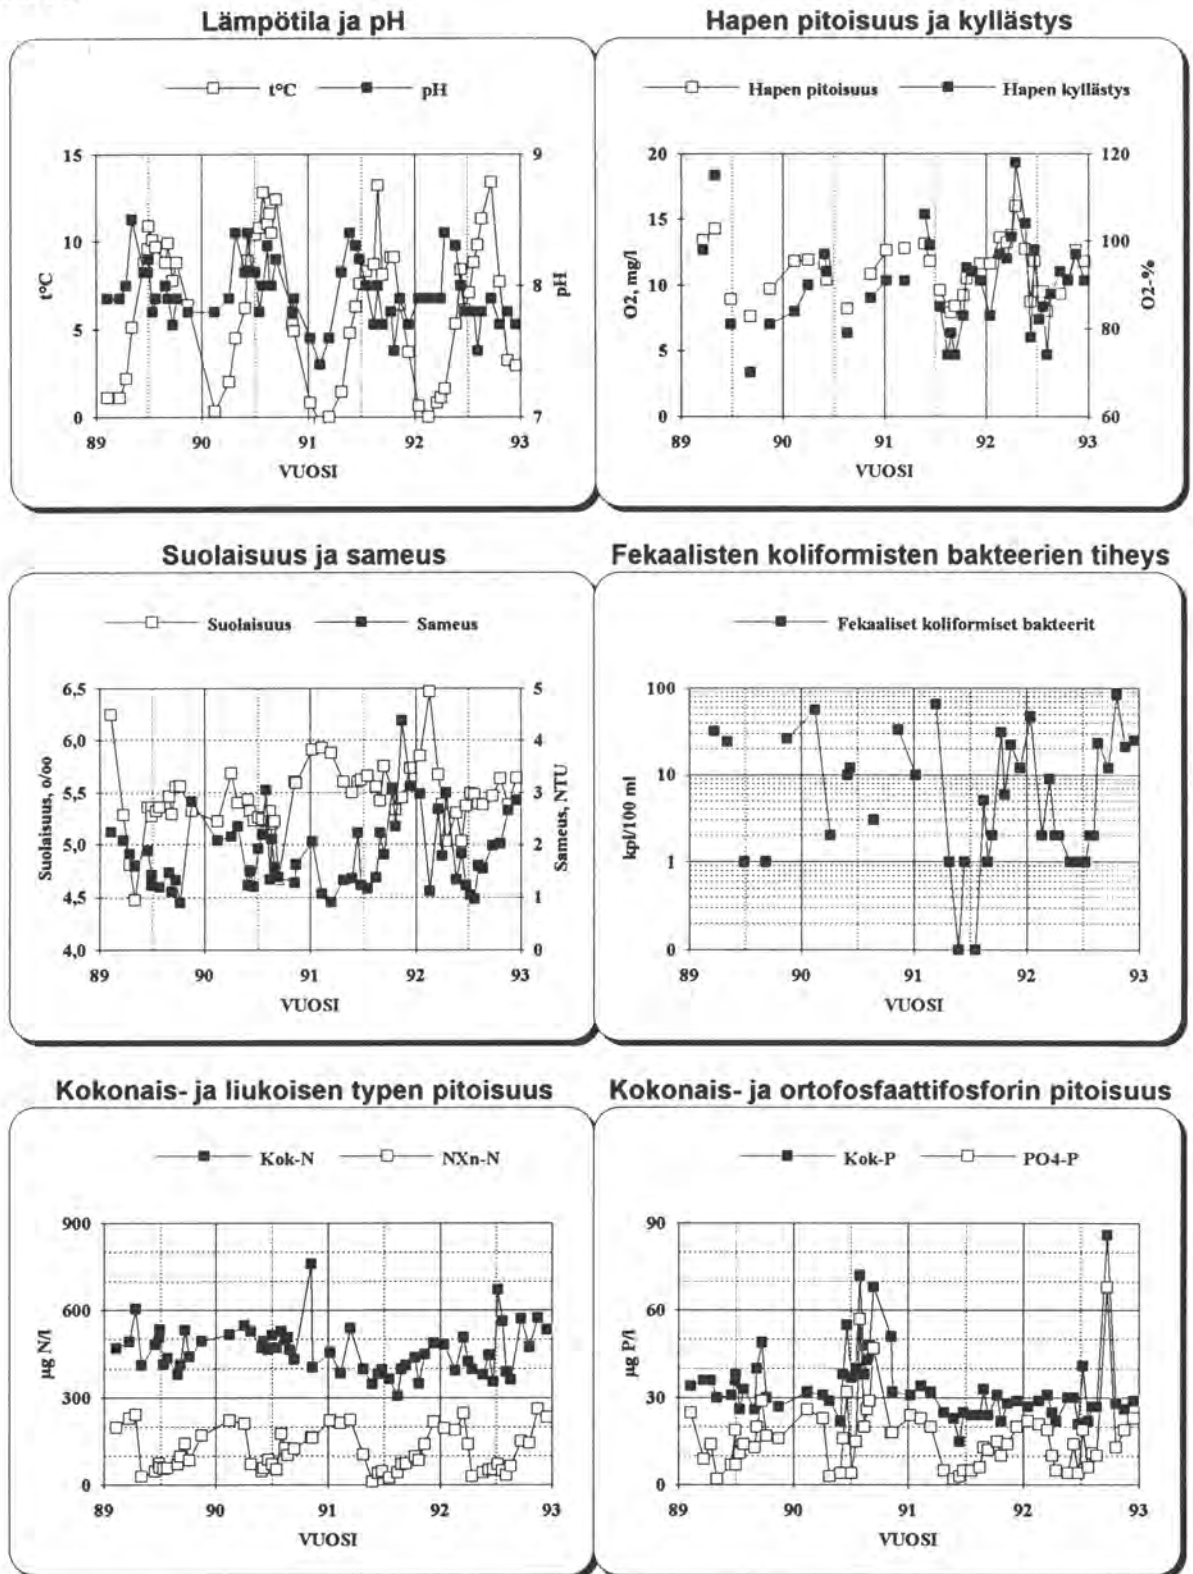 Lämpötila ja pH
t°C pH
15
10
5
0
t°C
9
8
7
pH
89 90 91 92 93
VUOSI
Hapen pitoisuus ja kyllästys
Hapen pitoisuus Hapen kyllästys
20
15
10
5
0
O2, mg/l
120
100
80
60
O2-%
89 90 91 92 93
VUOSI
Suolaisuus ja sameus
Suolaisuus Sameus
6,5
6,0
5,5
5,0
4,5
4,0
Suolaisuus, o/oo
5
4
3
2
1
0
Sameus, NTU
89 90 91 92 93
VUOSI
Fekaalisten koliformisten bakteerien tiheys
Fekaaliset koliformiset bakteerit
100
10
1
0
kpl/100 ml
89 90 91 92 93
VUOSI
Kokonais- ja liukoisen typen pitoisuus
Kok-N NXn-N
900
600
300
0
µg N/l
89 90 91 92 93
VUOSI
Kokonais- ja ortofosfaattifosforin pitoisuus
Kok-P PO4-P
90
60
30
0
µg P/l
89 90 91 92 93
VUOSI